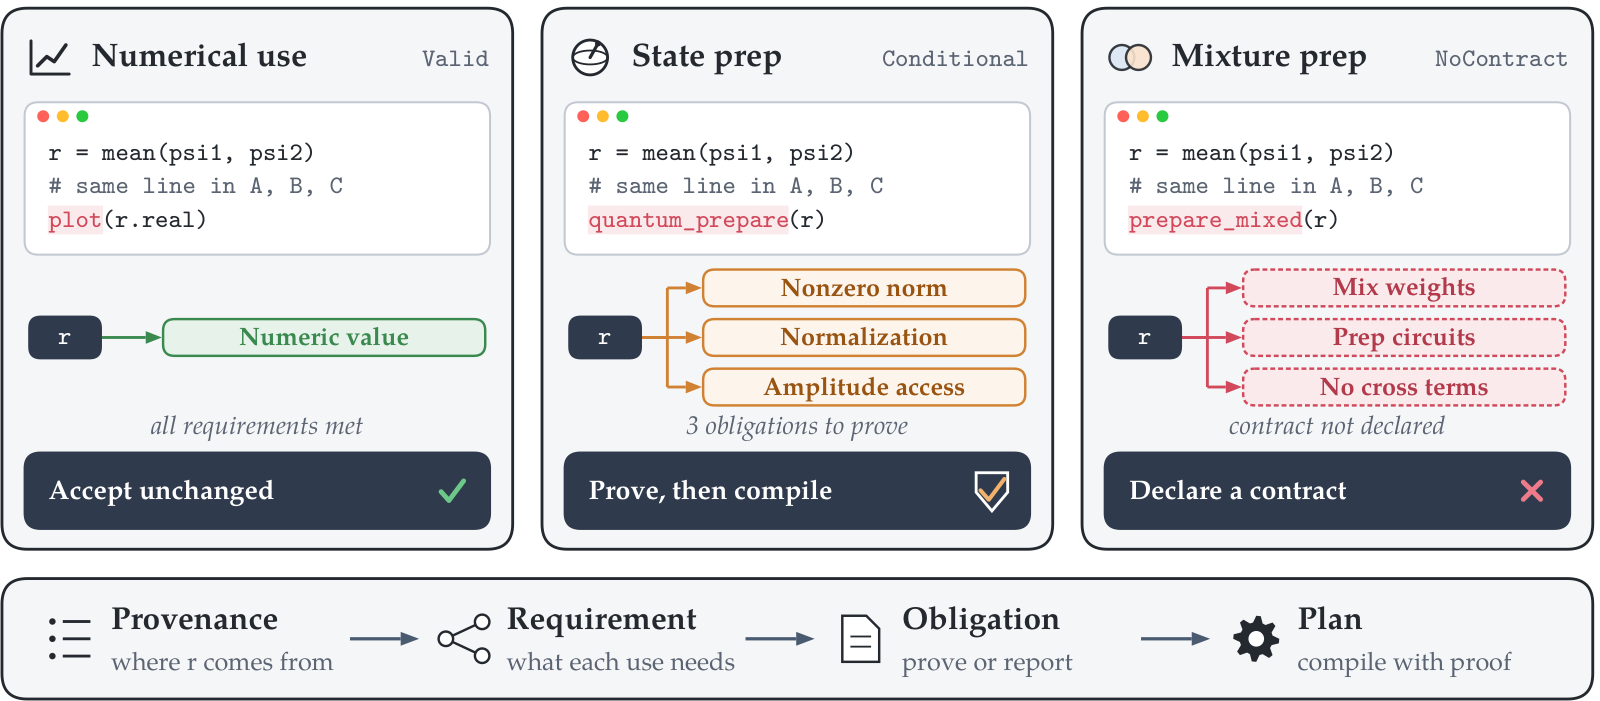 Numerical use
Valid
r = mean(psi1, psi2)
# same line in A, B, C
plot(r.real)
r
Numeric value
all requirements met
Accept unchanged
State prep
Conditional
r = mean(psi1, psi2)
# same line in A, B, C
quantum_prepare(r)
r
Nonzero norm
Normalization
Amplitude access
3 obligations to prove
Prove, then compile
Mixture prep
NoContract
r = mean(psi1, psi2)
# same line in A, B, C
prepare_mixed(r)
r
Mix weights
Prep circuits
No cross terms
contract not declared
Declare a contract
Provenance
where r comes from
Requirement
what each use needs
Obligation
prove or report
Plan
compile with proof